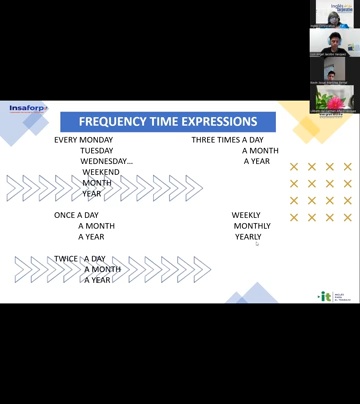 Insaforp
FREQUENCY TIME EXPRESSIONS
EVERY MONDAY
TUESDAY
WEDNESDAY...
WEEKEND
MONTH
YEAR
THREE TIMES A DAY
A MONTH
A YEAR
ONCE A DAY
A MONTH
A YEAR
WEEKLY
MONTHLY
YEARLY
TWICE A DAY
A MONTH
A YEAR
it